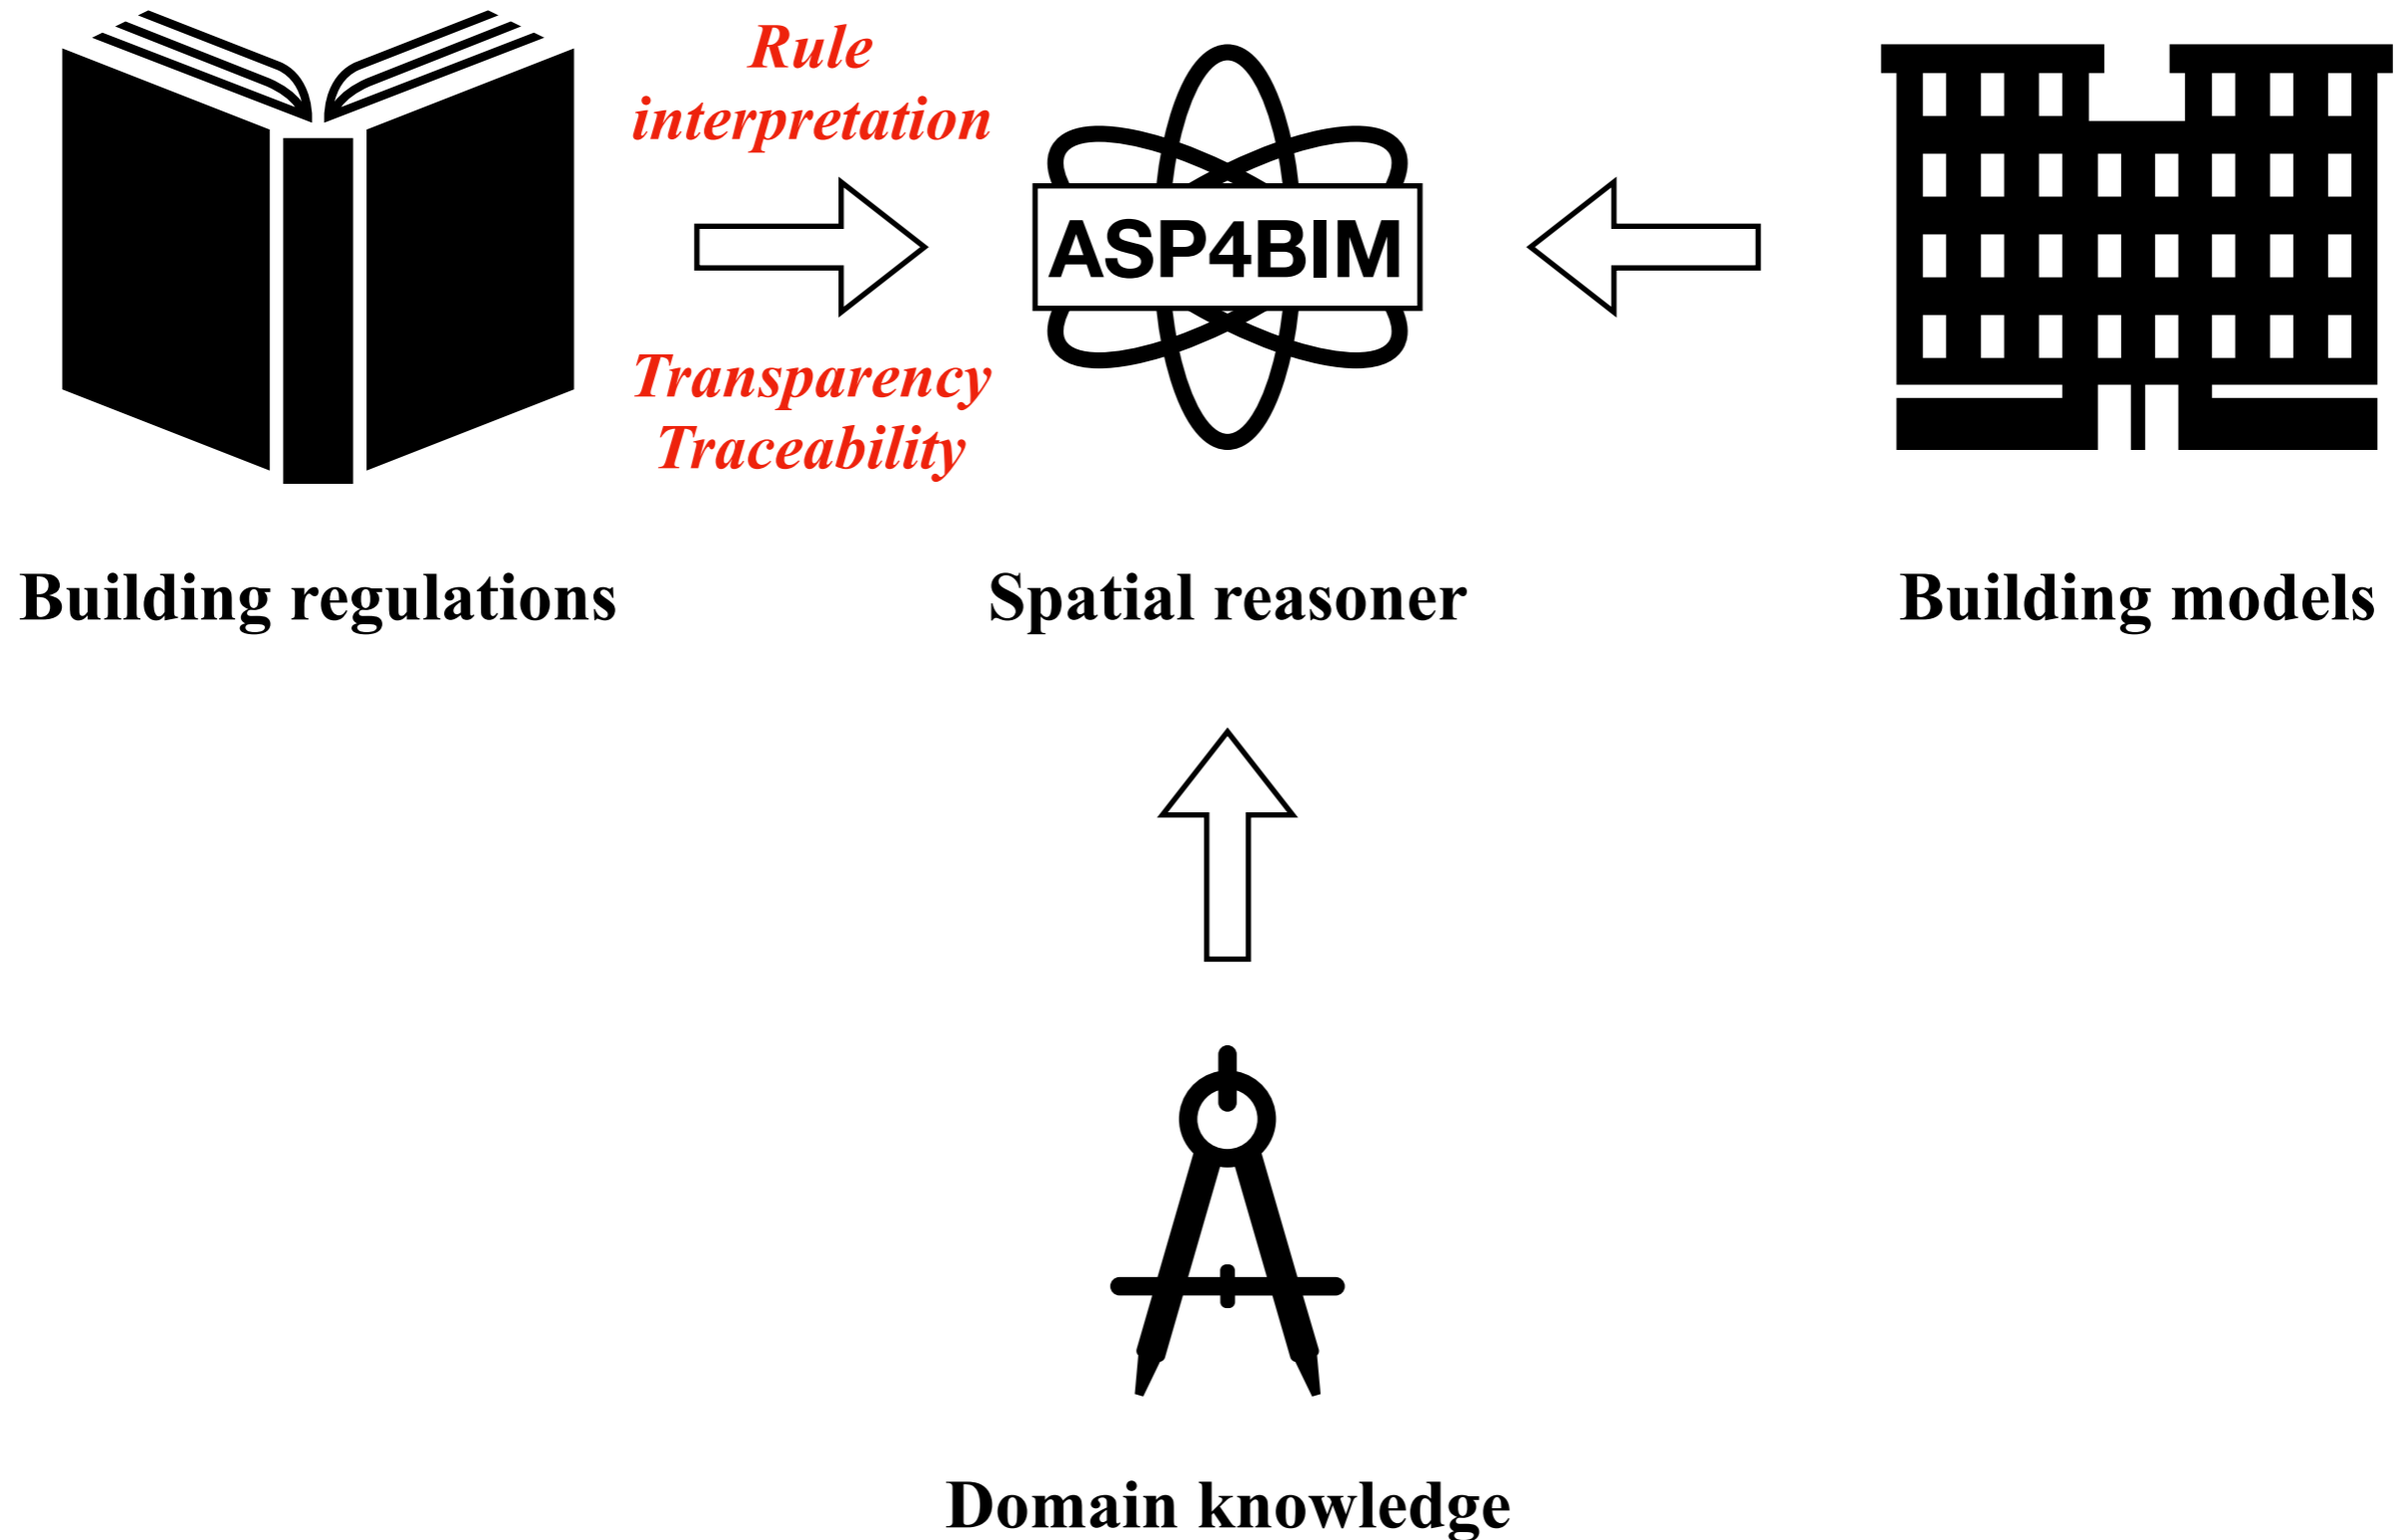 Rule
interpretation
ASP4BIM
Transparency
Traceability
Building regulations
Spatial reasoner
Building models
Domain knowledge